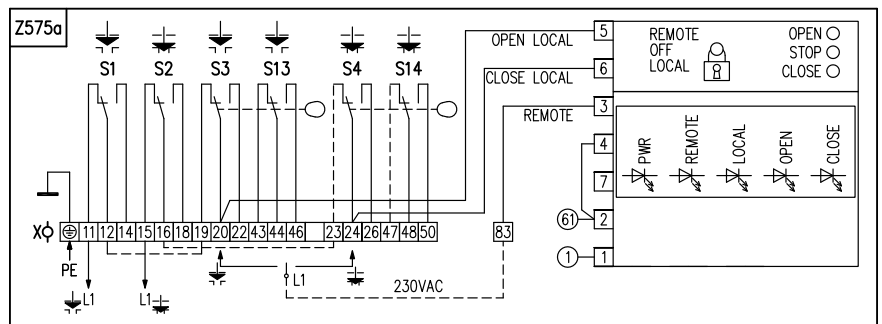 Z575a
S1 S2 S3 S13 S4 S14
OPEN LOCAL
CLOSE LOCAL
REMOTE
5
6
3
4
7
2
1
61
1
REMOTE
OFF
LOCAL
OPEN
STOP
CLOSE
PWR
REMOTE
LOCAL
OPEN
CLOSE
X 11 12 14 15 16 18 19 20 22 43 44 46 23 24 26 47 48 50 83
PE
L1
L1
L1
230VAC